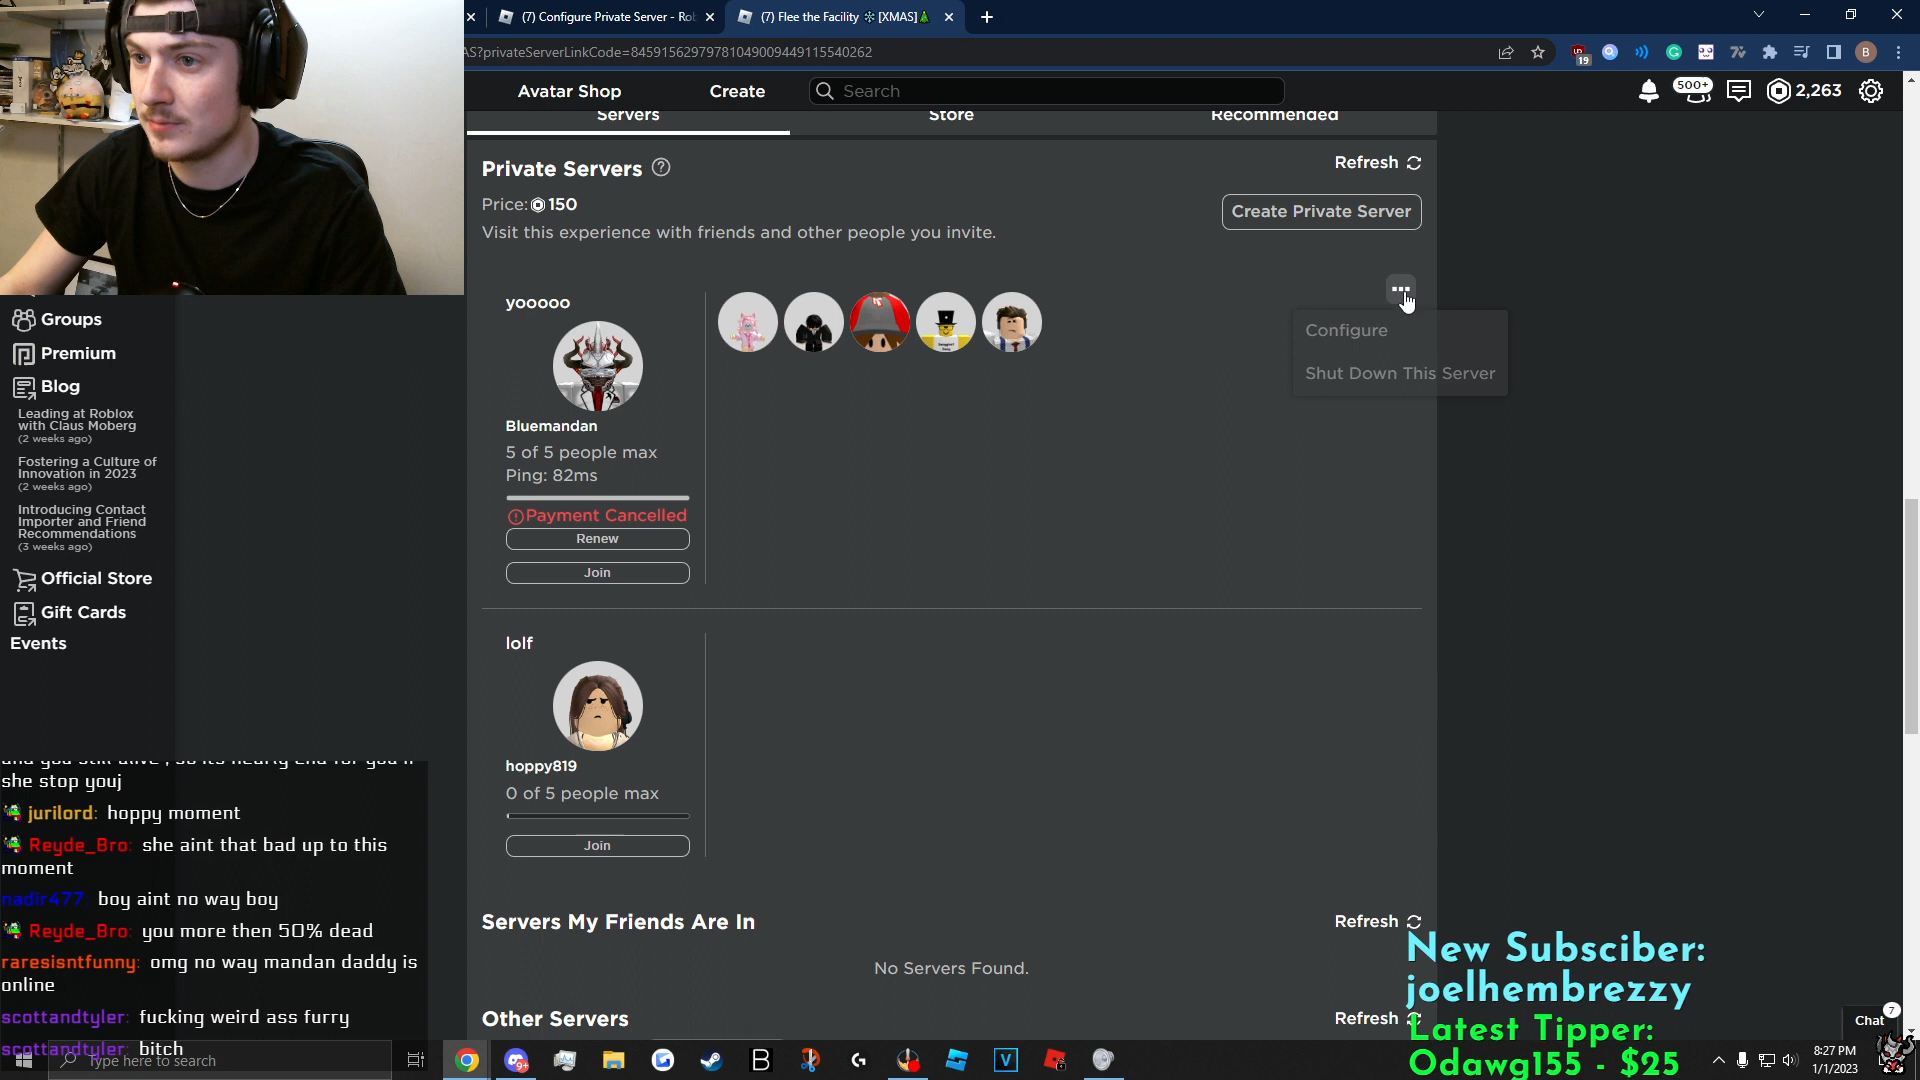 (7) Configure Private Server - Rob
(7) Flee the Facility ❄[XMAS]🎄
AS?privateServerLinkCode=84591562979781049009449115540262
19
B
Avatar Shop
Create
Search
500+
2,263
Servers
Store
Recommended
Private Servers
Refresh
Price: 150
Create Private Server
Visit this experience with friends and other people you invite.
yooooo
Configure
Shut Down This Server
Bluemandan
5 of 5 people max
Ping: 82ms
Payment Cancelled
Renew
Join
lolf
hoppy819
0 of 5 people max
Join
Servers My Friends Are In
Refresh
No Servers Found.
Other Servers
Refresh
Groups
Premium
Blog
Leading at Roblox
with Claus Moberg
(2 weeks ago)
Fostering a Culture of
Innovation in 2023
(2 weeks ago)
Introducing Contact
Importer and Friend
Recommendations
(3 weeks ago)
Official Store
Gift Cards
Events
she stop youj
jurilord: hoppy moment
Reyde_Bro: she aint that bad up to this
moment
nadir477: boy aint no way boy
Reyde_Bro: you more then 50% dead
raresisntfunny: omg no way mandan daddy is
online
scottandtyler: fucking weird ass furry
scottandtyler: bitch
Type here to search
New Subsciber:
joelhembrezzy
Latest Tipper:
Odawg155 - $25
Chat
7
8:27 PM
1/1/2023